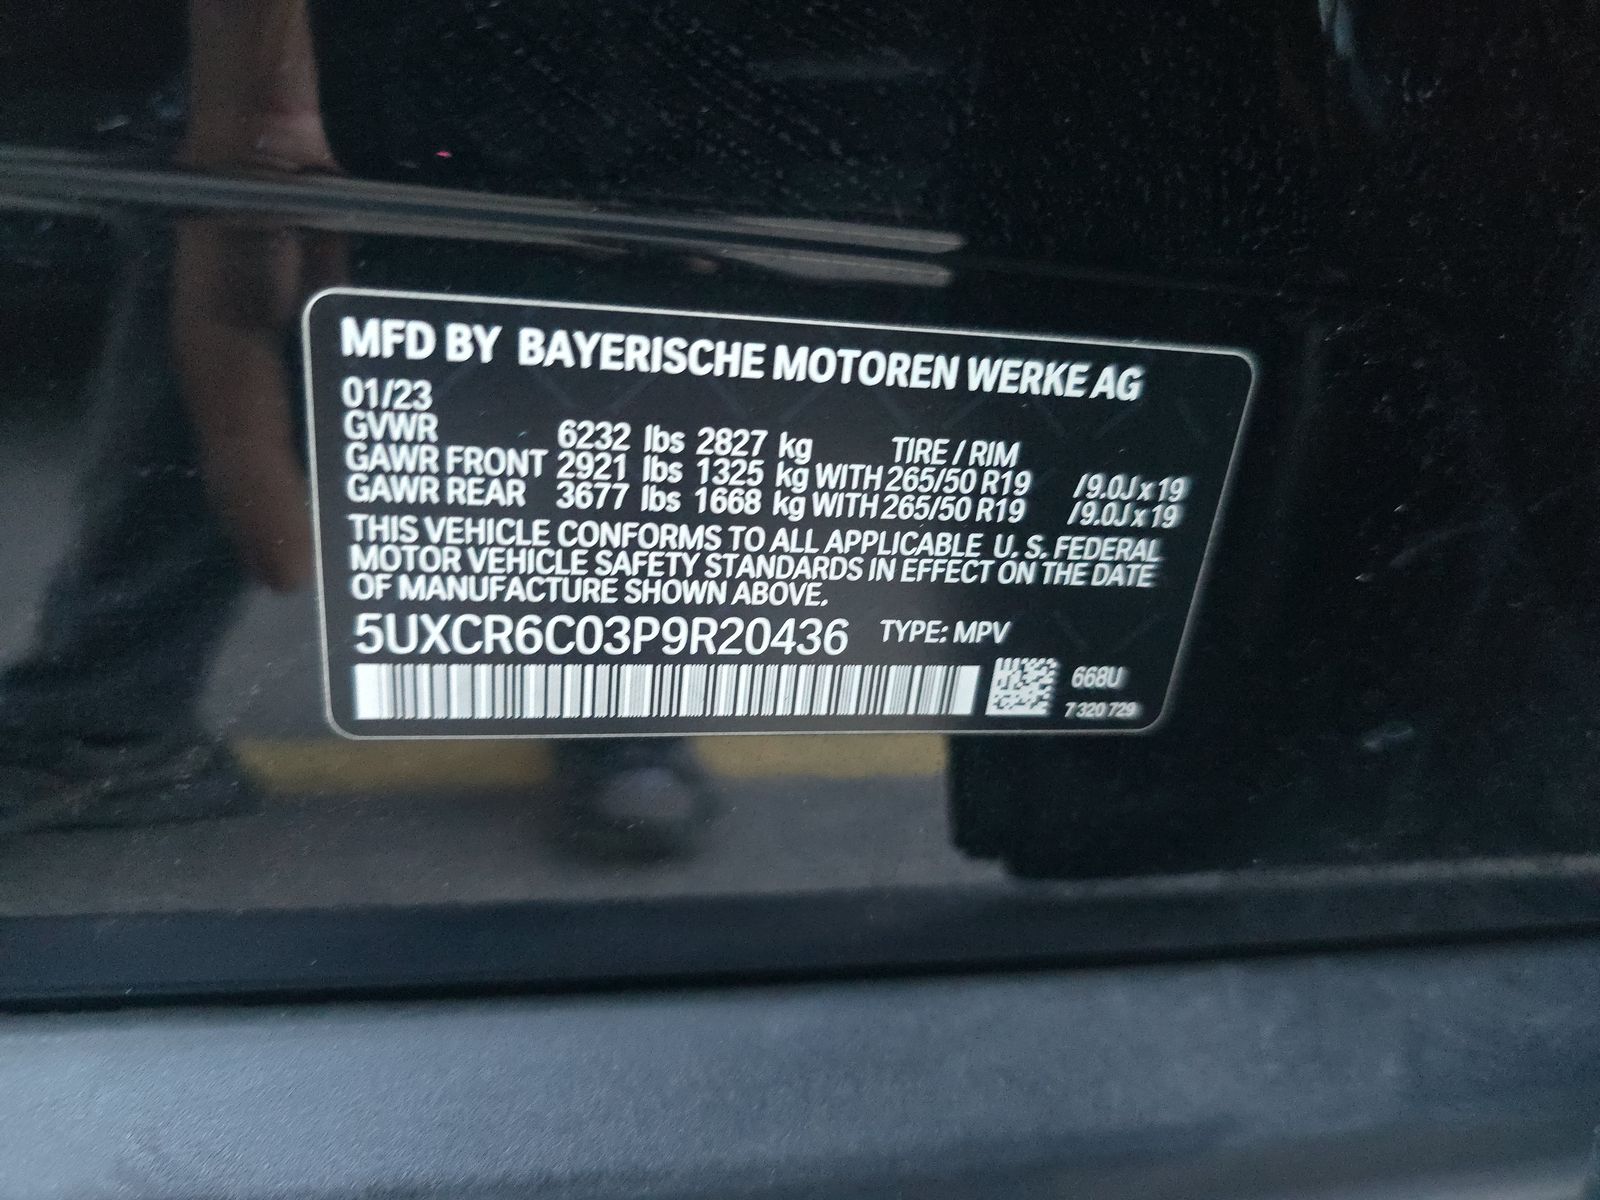 MFD BY BAYERISCHE MOTOREN WERKE AG
01/23
GVWR 6232 lbs 2827 kg TIRE / RIM
GAWR FRONT 2921 lbs 1325 kg WITH 265/50 R19 /9.0J x 19
GAWR REAR 3677 lbs 1668 kg WITH 265/50 R19 /9.0J x 19
THIS VEHICLE CONFORMS TO ALL APPLICABLE U. S. FEDERAL
MOTOR VEHICLE SAFETY STANDARDS IN EFFECT ON THE DATE
OF MANUFACTURE SHOWN ABOVE.
5UXCR6C03P9R20436 TYPE: MPV
668U
7 320 729